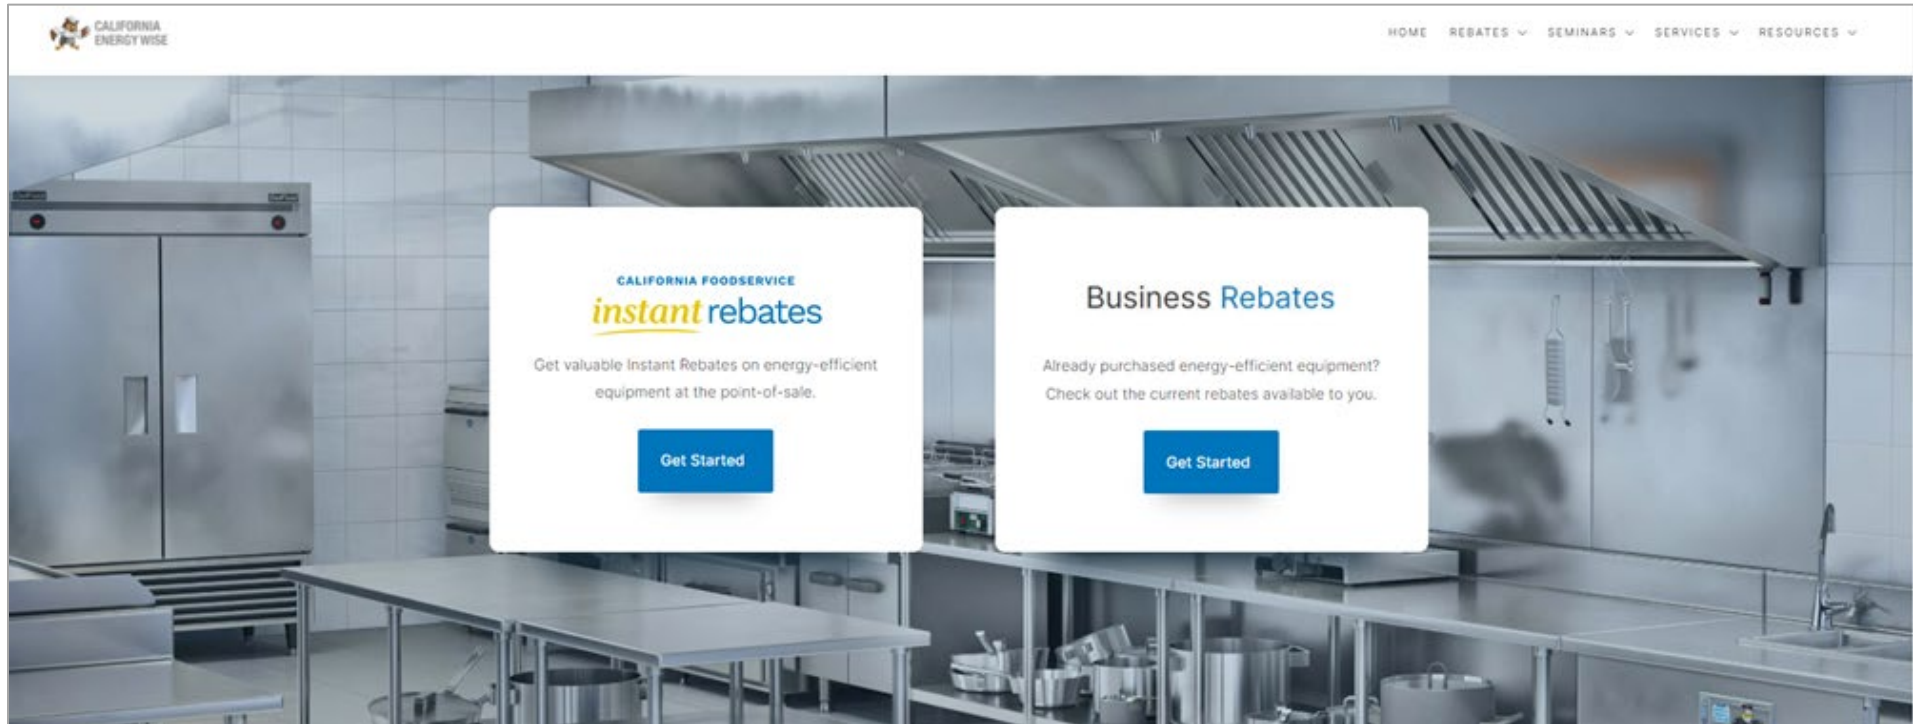 CALIFORNIA
ENERGY WISE
HOME REBATES SEMINARS SERVICES RESOURCES
CALIFORNIA FOODSERVICE
instant rebates
Get valuable Instant Rebates on energy-efficient
equipment at the point-of-sale.
Get Started
Business Rebates
Already purchased energy-efficient equipment?
Check out the current rebates available to you.
Get Started